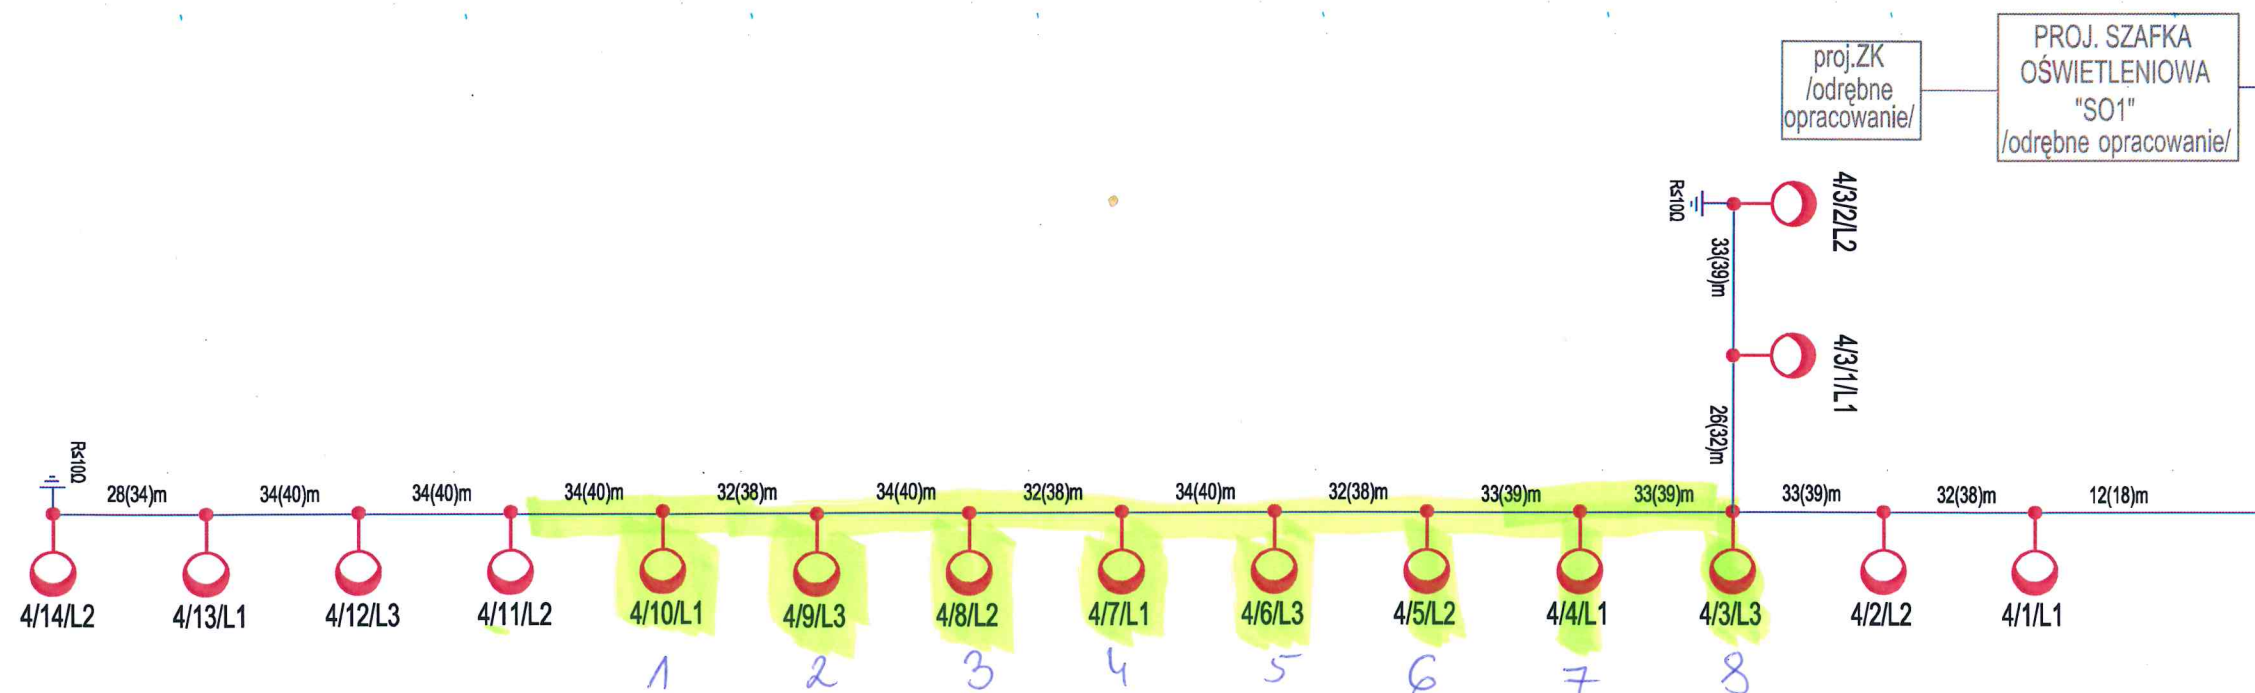 proj.ZK
/odrębne
opracowanie/
PROJ. SZAFKA
OŚWIETLENIOWA
"SO1"
/odrębne opracowanie/
R≤10Ω
4/3/2/L2
33(39)m
4/3/1/L1
26(32)m
R≤10Ω
28(34)m 34(40)m 34(40)m 34(40)m 32(38)m 34(40)m 32(38)m 34(40)m 32(38)m 33(39)m 33(39)m 33(39)m 32(38)m 12(18)m
4/14/L2 4/13/L1 4/12/L3 4/11/L2 4/10/L1 4/9/L3 4/8/L2 4/7/L1 4/6/L3 4/5/L2 4/4/L1 4/3/L3 4/2/L2 4/1/L1
1 2 3 4 5 6 7 8